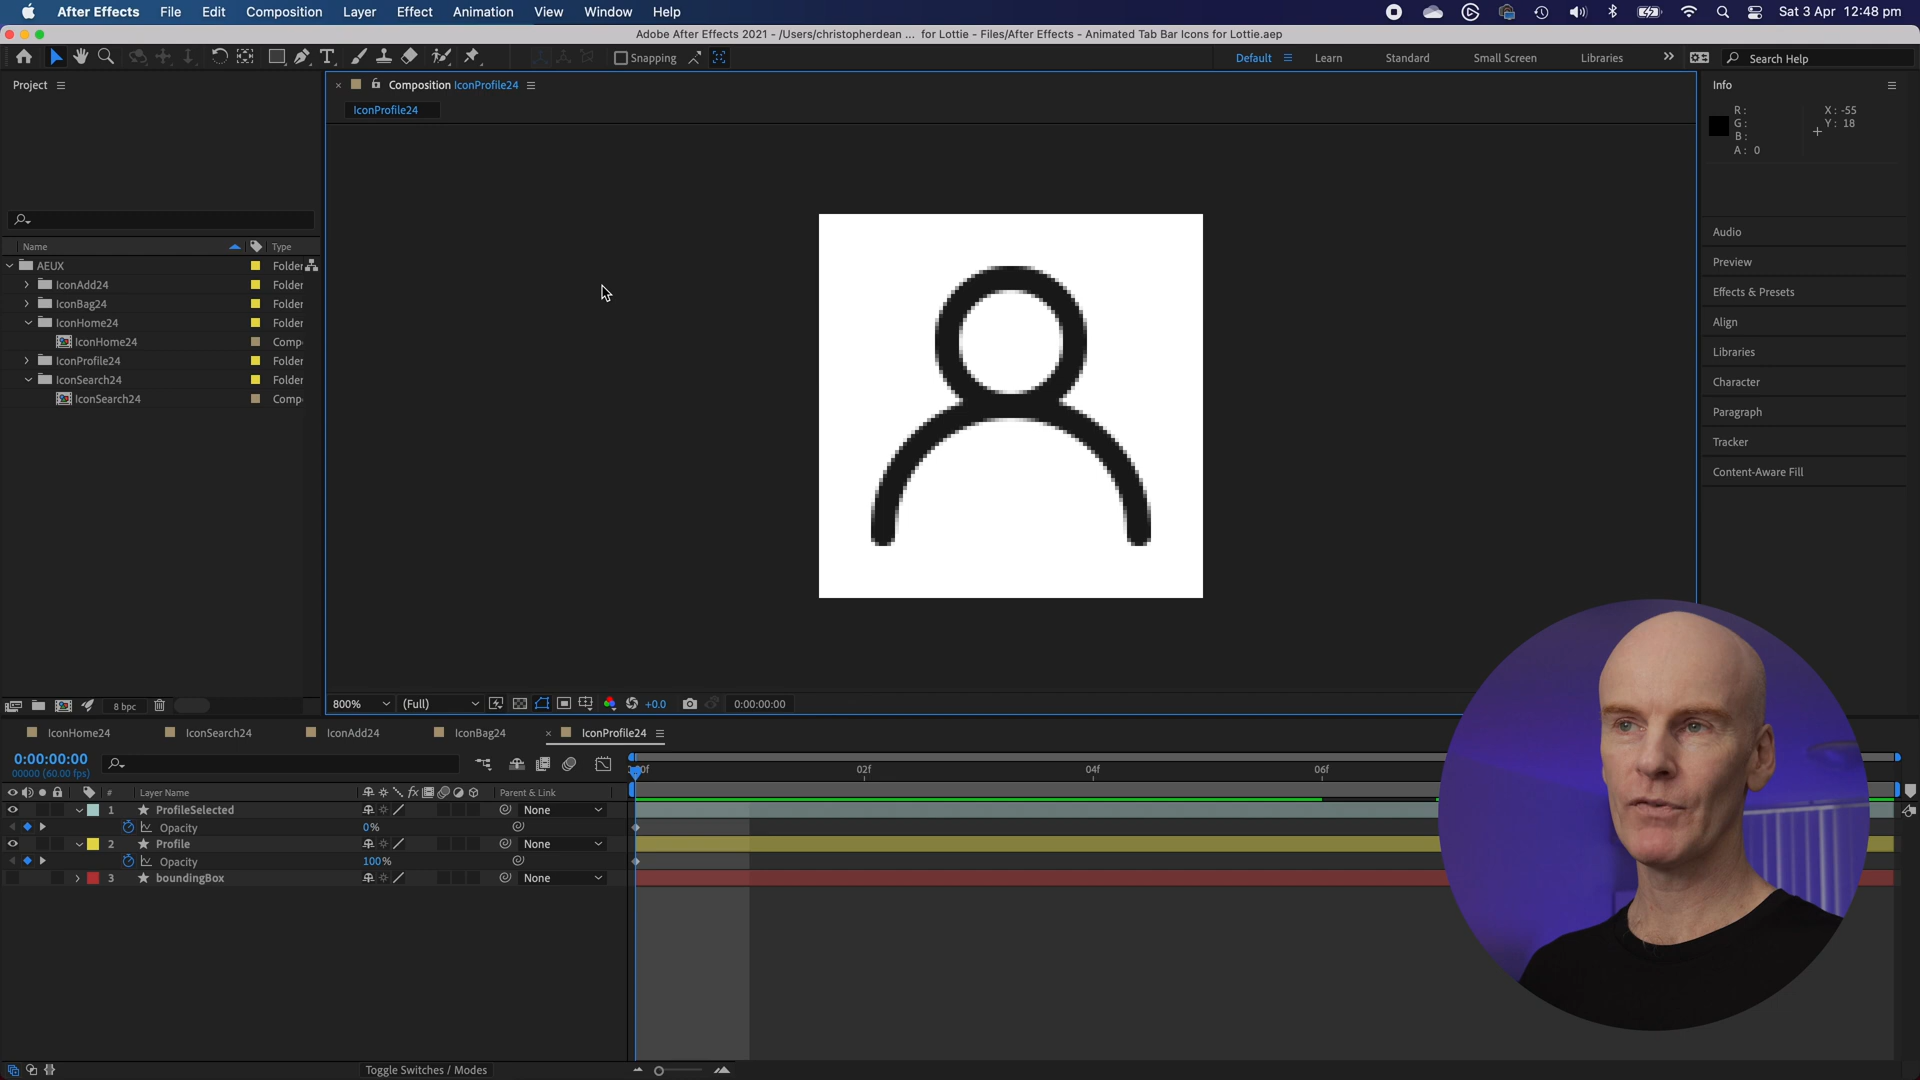 After Effects File Edit Composition Layer Effect Animation View Window Help Sat 3 Apr 12:48 pm
Adobe After Effects 2021 - /Users/christopherdean ... for Lottie - Files/After Effects - Animated Tab Bar Icons for Lottie.aep
Snapping Default Learn Standard Small Screen Libraries Search Help
Project
Composition IconProfile24
IconProfile24
Name Type
AEUX Folder
IconAdd24 Folder
IconBag24 Folder
IconHome24 Folder
IconHome24 Comp
IconProfile24 Folder
IconSearch24 Folder
IconSearch24 Comp
8 bpc
800% (Full) +0.0 0:00:00:00
Info
R: X: -55
G: Y: 18
B:
A: 0
Audio
Preview
Effects & Presets
Align
Libraries
Character
Paragraph
Tracker
Content-Aware Fill
IconHome24 IconSearch24 IconAdd24 IconBag24 IconProfile24
0:00:00:00
00000 (60.00 fps)
02f 04f 06f
# Layer Name fx Parent & Link
1 ProfileSelected None
Opacity 0%
2 Profile None
Opacity 100%
3 boundingBox None
Toggle Switches / Modes